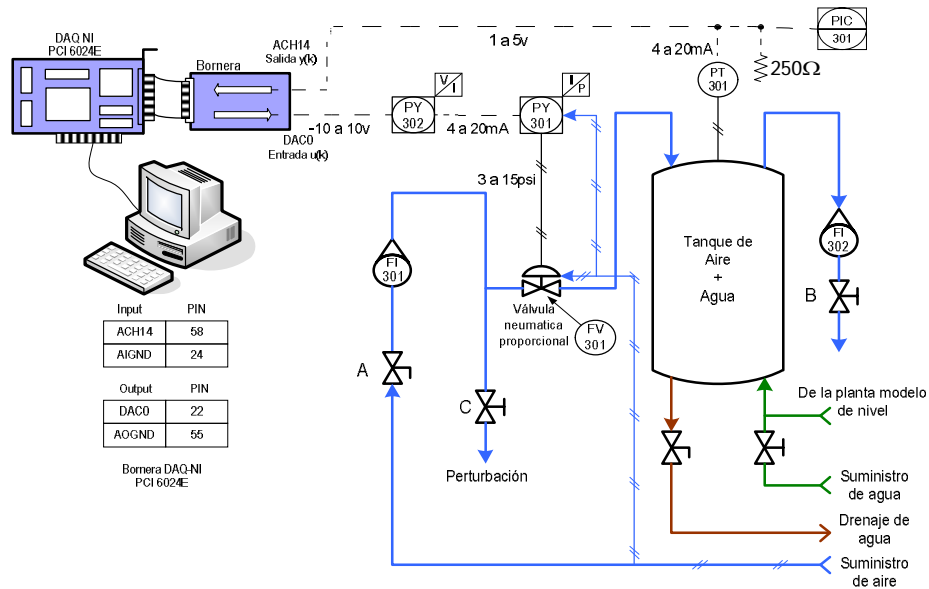 DAQ NI
PCI 6024E
Bornera
ACH14
Salida y(k)
DAC0
Entrada u(k)
1 a 5v
-10 a 10v
V
I
PY
302
4 a 20mA
I
P
PY
301
3 a 15psi
4 a 20mA
PT
301
250Ω
PIC
301
FI
301
A
C
Perturbación
Válvula
neumatica
proporcional
FV
301
Tanque de
Aire
+
Agua
FI
302
B
De la planta modelo
de nivel
Suministro
de agua
Drenaje de
agua
Suministro
de aire
Input PIN
ACH14 58
AIGND 24
Output PIN
DAC0 22
AOGND 55
Bornera DAQ-NI
PCI 6024E